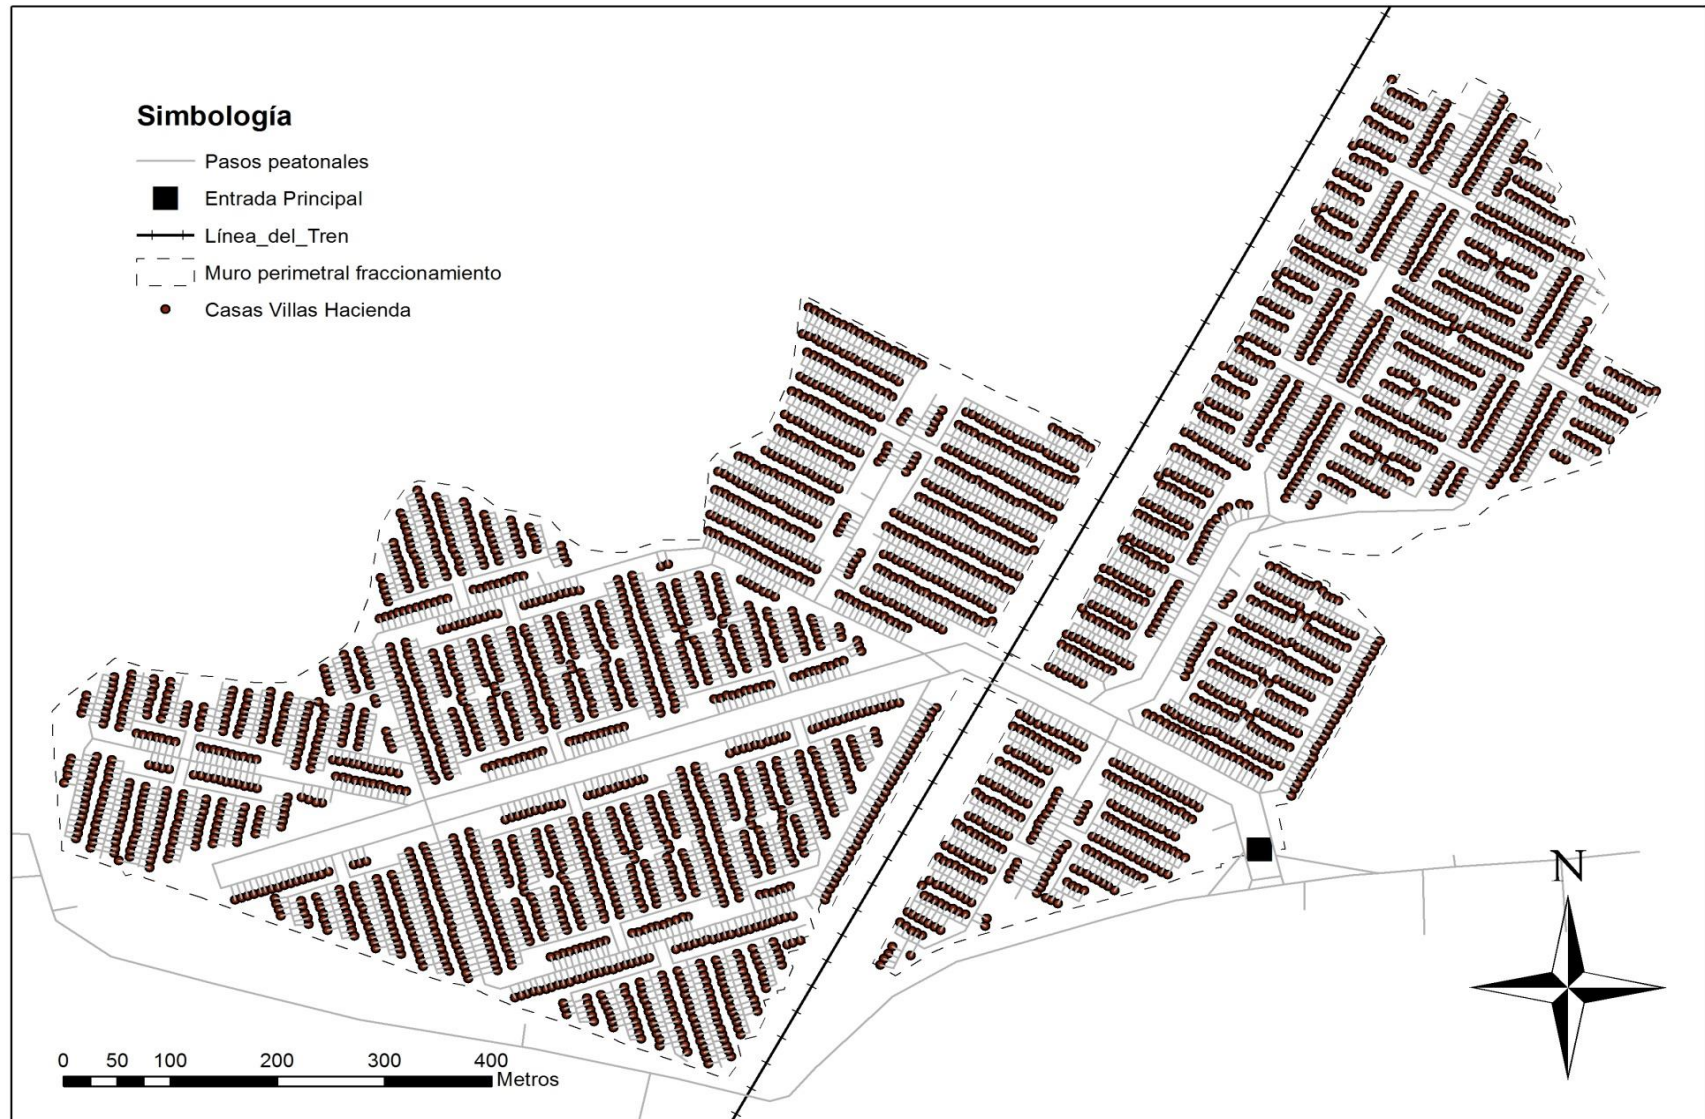 Simbología
Pasos peatonales
Entrada Principal
Línea_del_Tren
Muro perimetral fraccionamiento
Casas Villas Hacienda
N
0 50 100 200 300 400
Metros